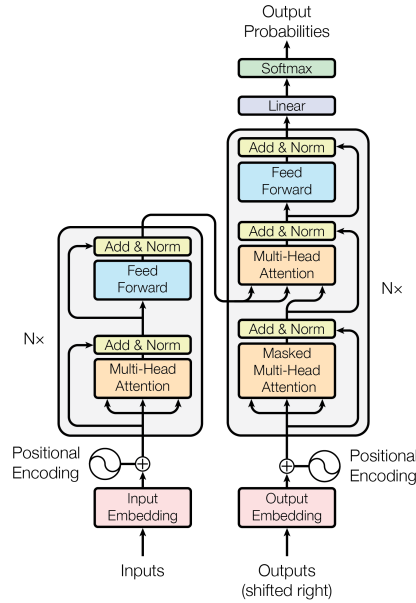 Output
Probabilities
Softmax
Linear
Add & Norm
Feed
Forward
Add & Norm
Multi-Head
Attention
Add & Norm
Masked
Multi-Head
Attention
N×
Add & Norm
Feed
Forward
Add & Norm
Multi-Head
Attention
N×
Positional
Encoding
Positional
Encoding
Input
Embedding
Output
Embedding
Inputs
Outputs
(shifted right)